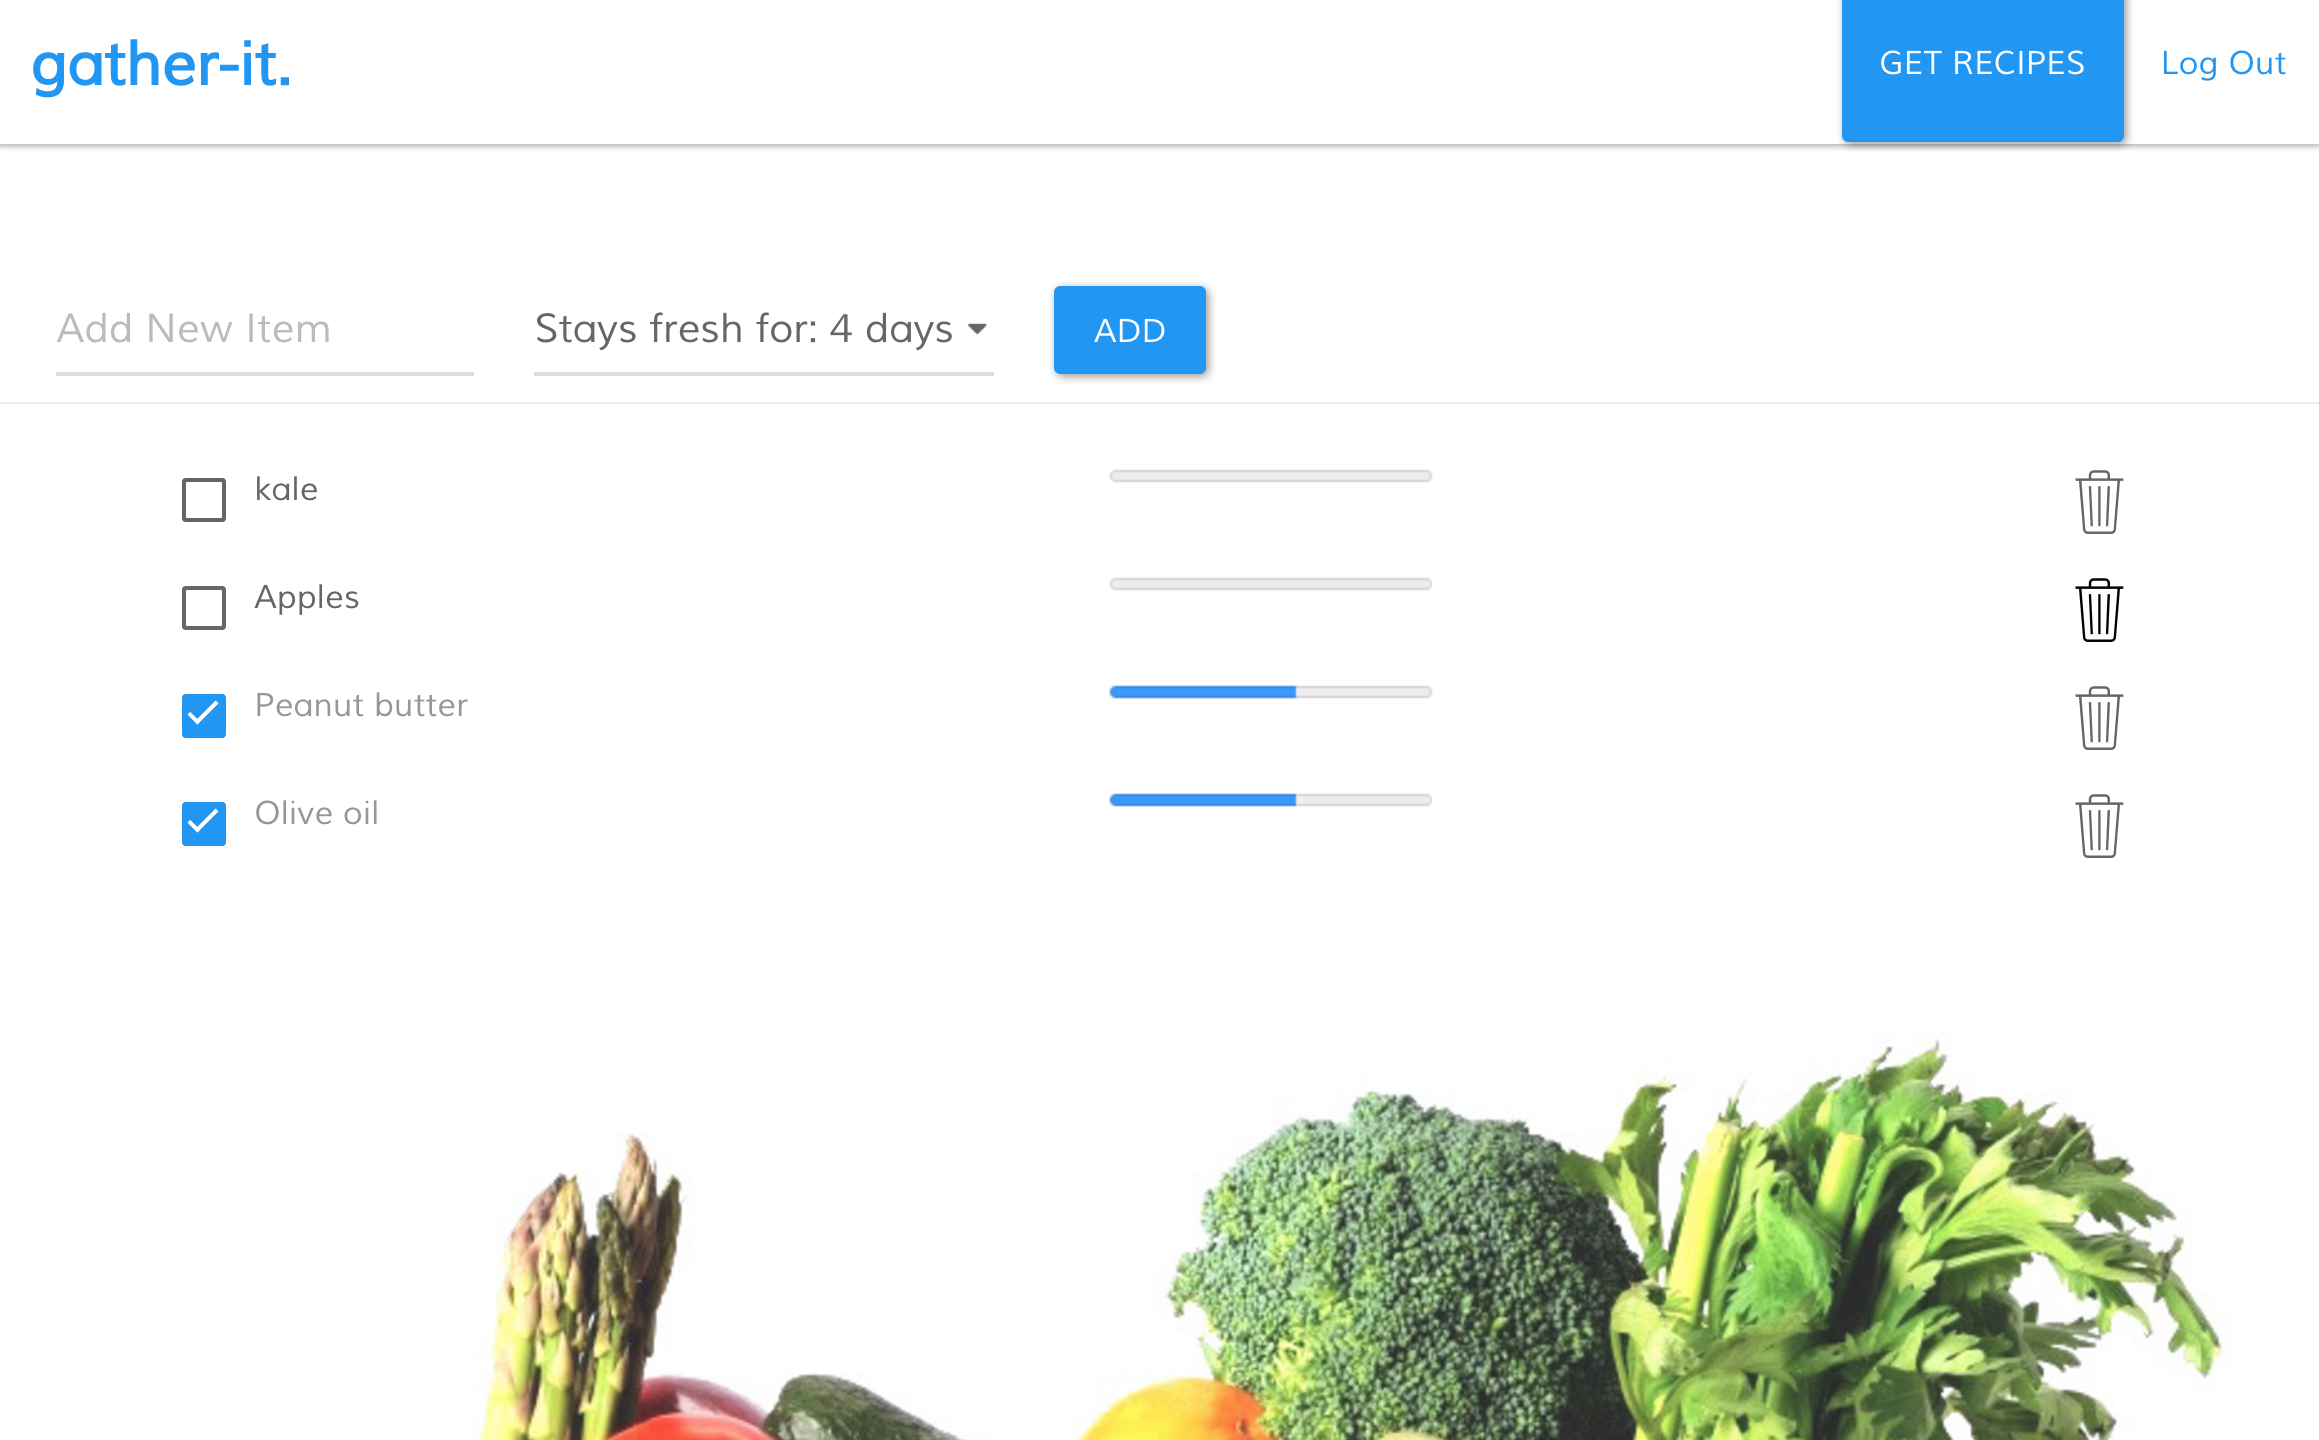 gather-it.
GET RECIPES
Log Out
Add New Item
Stays fresh for: 4 days
ADD
kale
Apples
Peanut butter
Olive oil